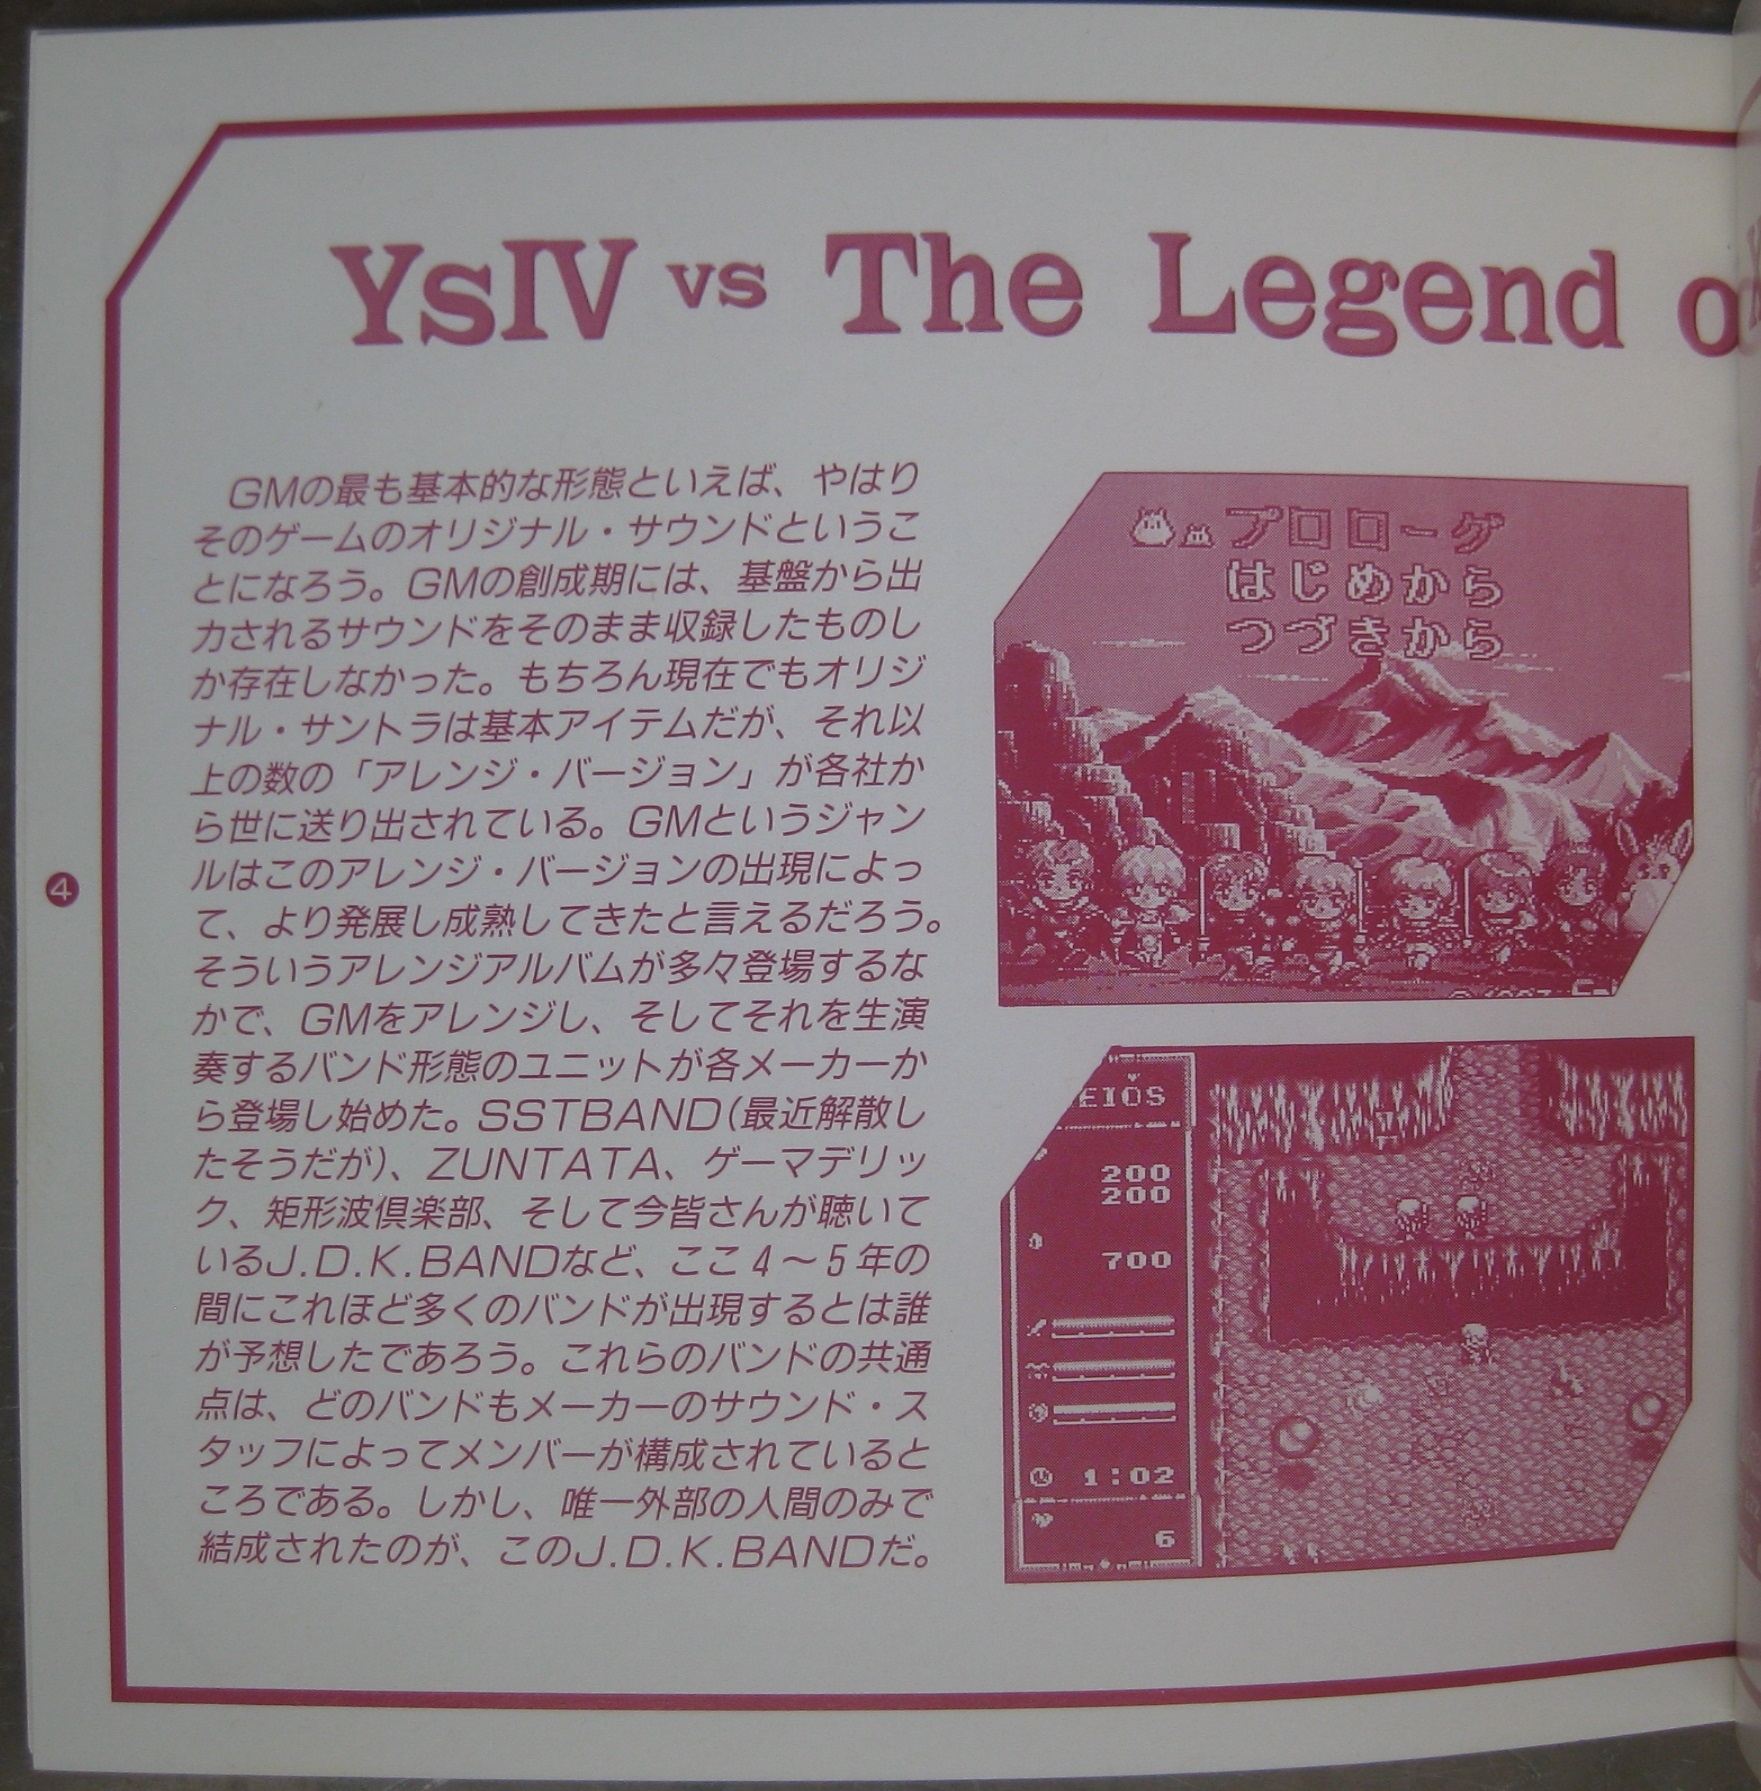 YsIV vs The Legend o
GMの最も基本的な形態といえば、やはり
そのゲームのオリジナル・サウンドというこ
とになろう。GMの創成期には、基盤から出
力されるサウンドをそのまま収録したものし
か存在しなかった。もちろん現在でもオリジ
ナル・サントラは基本アイテムだが、それ以
上の数の「アレンジ・バージョン」が各社か
ら世に送り出されている。GMというジャン
ルはこのアレンジ・バージョンの出現によっ
て、より発展し成熟してきたと言えるだろう。
そういうアレンジアルバムが多々登場するな
かで、GMをアレンジし、そしてそれを生演
奏するバンド形態のユニットが各メーカーか
ら登場し始めた。SSTBAND(最近解散し
たそうだが)、ZUNTATA、ゲーマデリッ
ク、矩形波倶楽部、そして今皆さんが聴いて
いるJ.D.K.BANDなど、ここ4〜5年の
間にこれほど多くのバンドが出現するとは誰
が予想したであろう。これらのバンドの共通
点は、どのバンドもメーカーのサウンド・ス
タッフによってメンバーが構成されていると
ころである。しかし、唯一外部の人間のみで
結成されたのが、このJ.D.K.BANDだ。
プロローグ
はじめから
つづきから
EIOS
200
200
700
1:02
6
4